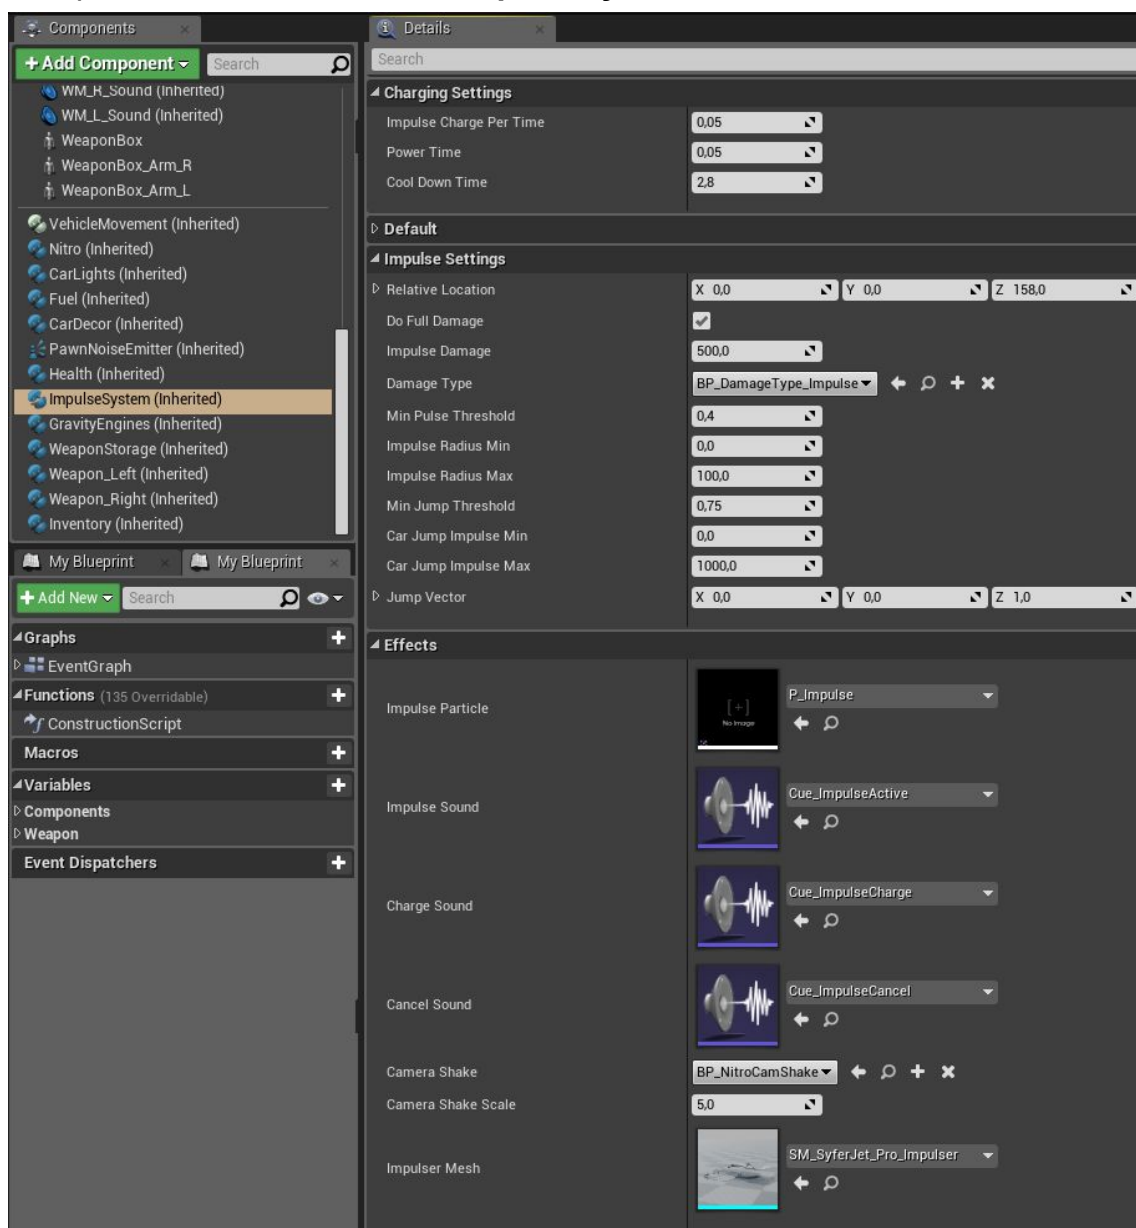 Components
+Add Component
Search
WM_R_Sound (Inherited)
WM_L_Sound (Inherited)
WeaponBox
WeaponBox_Arm_R
WeaponBox_Arm_L
VehicleMovement (Inherited)
Nitro (Inherited)
CarLights (Inherited)
Fuel (Inherited)
CarDecor (Inherited)
PawnNoiseEmitter (Inherited)
Health (Inherited)
ImpulseSystem (Inherited)
GravityEngines (Inherited)
WeaponStorage (Inherited)
Weapon_Left (Inherited)
Weapon_Right (Inherited)
Inventory (Inherited)
My Blueprint
My Blueprint
+Add New
Search
Graphs
EventGraph
Functions (135 Overridable)
ConstructionScript
Macros
Variables
Components
Weapon
Event Dispatchers
Details
Search
Charging Settings
Impulse Charge Per Time 0,05
Power Time 0,05
Cool Down Time 2,8
Default
Impulse Settings
Relative Location X 0,0 Y 0,0 Z 158,0
Do Full Damage
Impulse Damage 500,0
Damage Type BP_DamageType_Impulse
Min Pulse Threshold 0,4
Impulse Radius Min 0,0
Impulse Radius Max 100,0
Min Jump Threshold 0,75
Car Jump Impulse Min 0,0
Car Jump Impulse Max 1000,0
Jump Vector X 0,0 Y 0,0 Z 1,0
Effects
Impulse Particle [+] No Image P_Impulse
Impulse Sound Cue_ImpulseActive
Charge Sound Cue_ImpulseCharge
Cancel Sound Cue_ImpulseCancel
Camera Shake BP_NitroCamShake
Camera Shake Scale 5,0
Impulser Mesh SM_SyferJet_Pro_Impulser